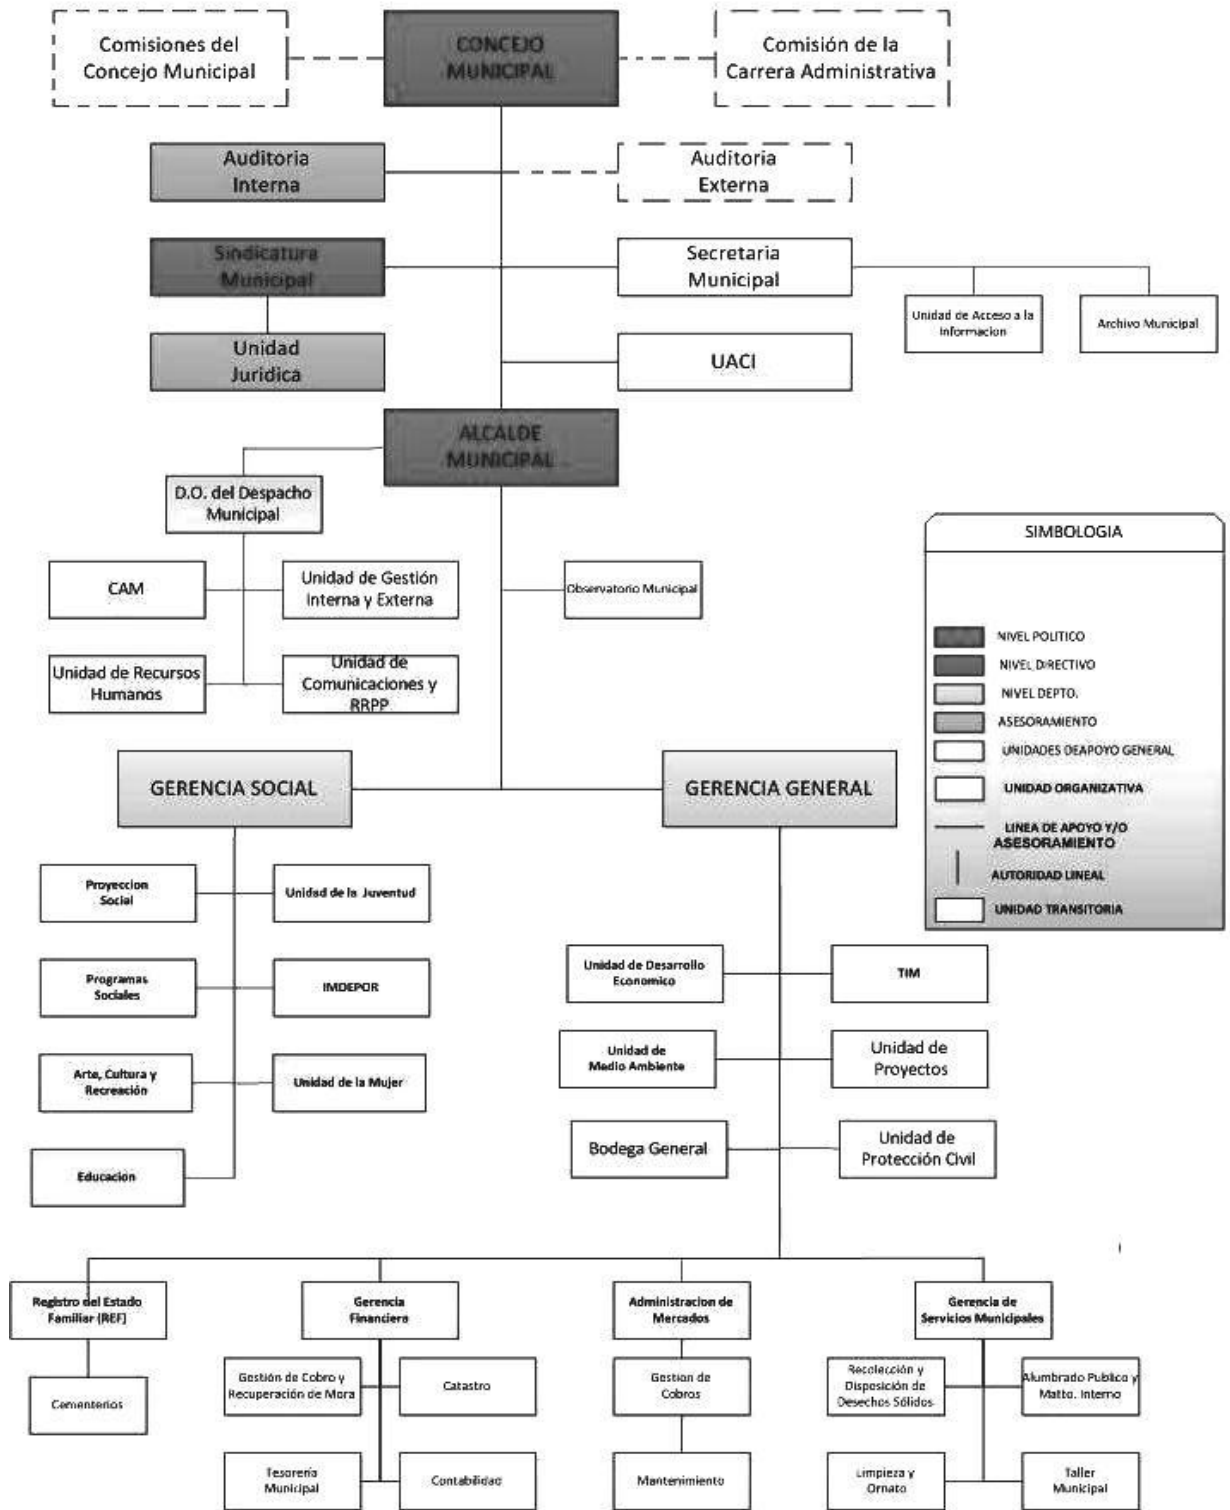 Comisiones del
Concejo Municipal
CONCEJO
MUNICIPAL
Comisión de la
Carrera Administrativa
Auditoria
Interna
Auditoria
Externa
Sindicatura
Municipal
Secretaria
Municipal
Unidad de Acceso a la
Informacion
Archivo Municipal
Unidad
Juridica
UACI
ALCALDE
MUNICIPAL
D.O. del Despacho
Municipal
CAM
Unidad de Gestión
Interna y Externa
Observatorio Municipal
Unidad de Recursos
Humanos
Unidad de
Comunicaciones y
RRPP
SIMBOLOGIA
NIVEL POLITICO
NIVEL DIRECTIVO
NIVEL DEPTO.
ASESORAMIENTO
UNIDADES DEAPOYO GENERAL
UNIDAD ORGANIZATIVA
LINEA DE APOYO Y/O
ASESORAMIENTO
AUTORIDAD LINEAL
UNIDAD TRANSITORIA
GERENCIA SOCIAL
GERENCIA GENERAL
Proyeccion
Social
Unidad de la Juventud
Programas
Sociales
IMDEPOR
Arte, Cultura y
Recreación
Unidad de la Mujer
Educacion
Unidad de Desarrollo
Economico
TIM
Unidad de
Medio Ambiente
Unidad de
Proyectos
Bodega General
Unidad de
Protección Civil
Registro del Estado
Familiar (REF)
Cementerios
Gerencia
Financiera
Gestión de Cobro y
Recuperación de Mora
Catastro
Tesorería
Municipal
Contabilidad
Administracion de
Mercados
Gestion de
Cobros
Mantenimiento
Gerencia de
Servicios Municipales
Recolección y
Disposición de
Desechos Sólidos
Alumbrado Publico y
Matto. Interno
Limpieza y
Ornato
Taller
Municipal